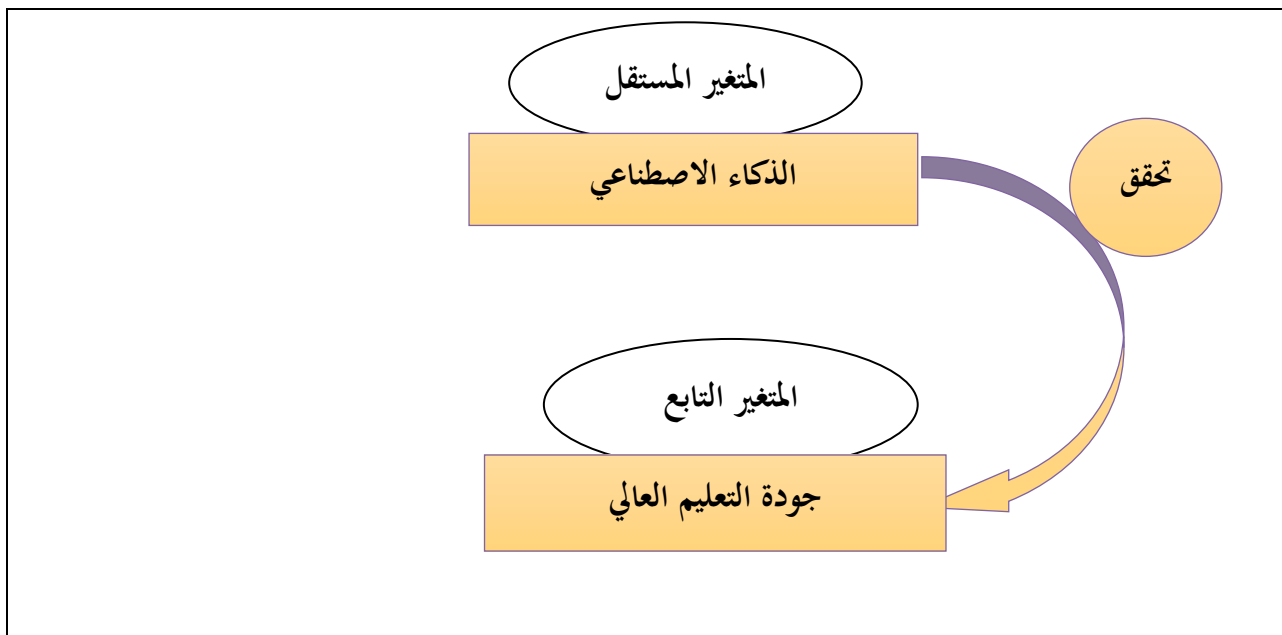 المتغير المستقل
الذكاء الاصطناعي
تحقق
المتغير التابع
جودة التعليم العالي